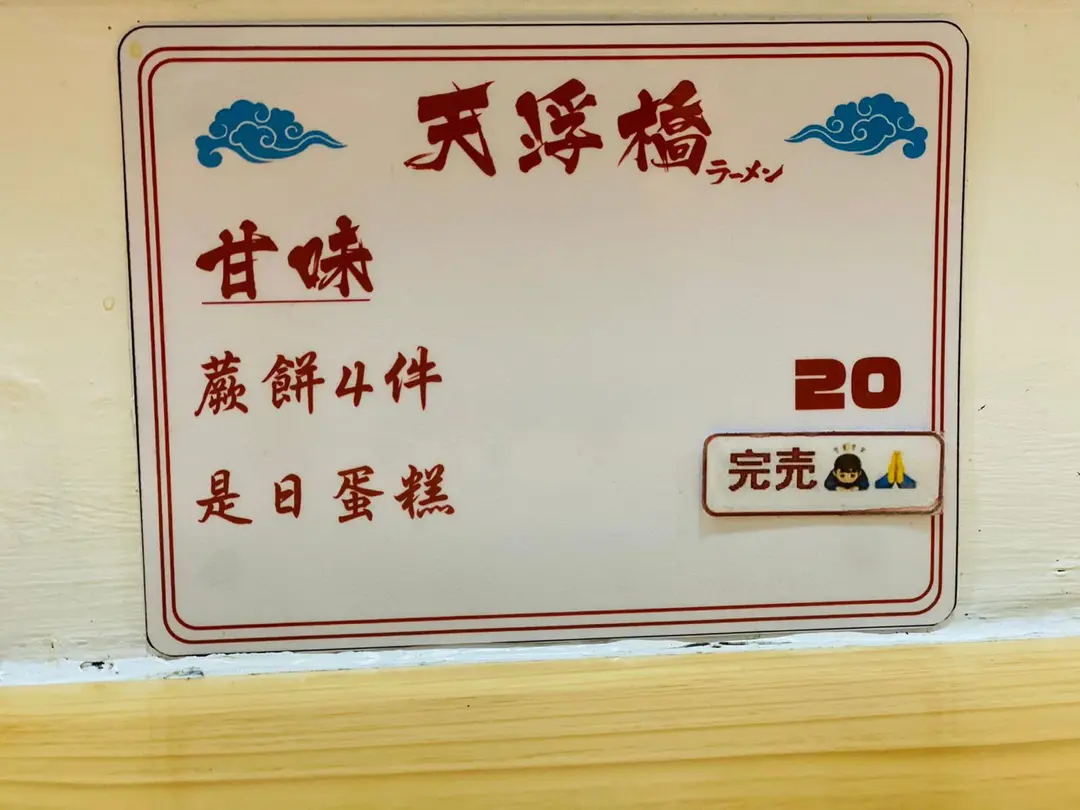 天浮橋ラーメン
甘味
蕨餅4件 20
是日蛋糕 完売🙇🙏